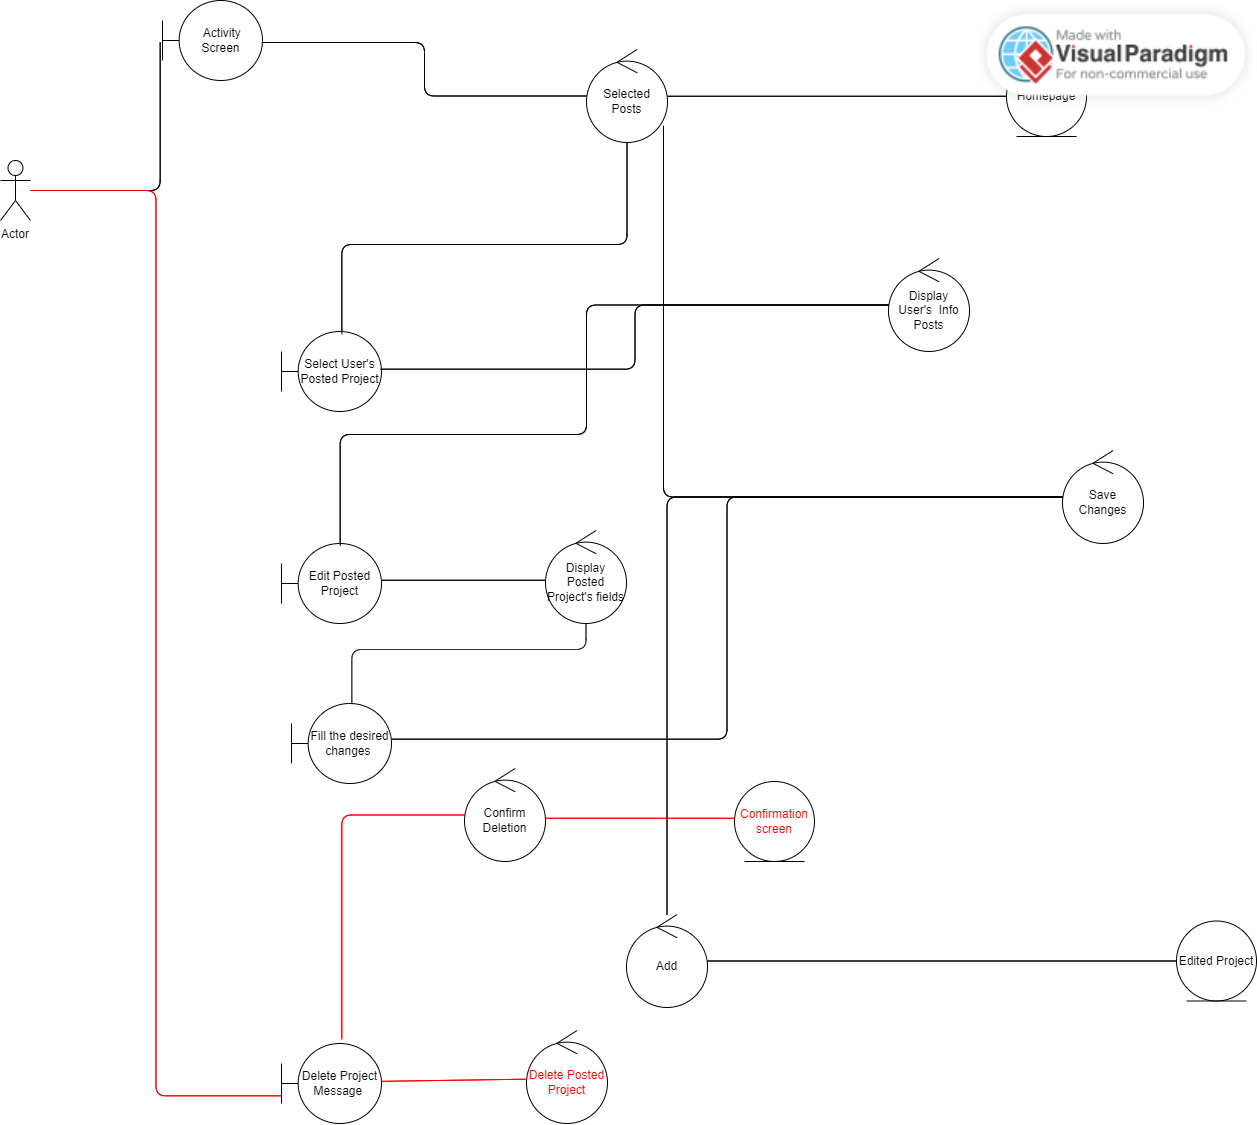 Activity
Screen
Made with
Visual Paradigm
For non-commercial use
Selected
Posts
Homepage
Actor
Display
User's Info
Posts
Select User's
Posted Project
Save
Changes
Edit Posted
Project
Display
Posted
Project's fields
Fill the desired
changes
Confirm
Deletion
Confirmation
screen
Add
Edited Project
Delete Project
Message
Delete Posted
Project